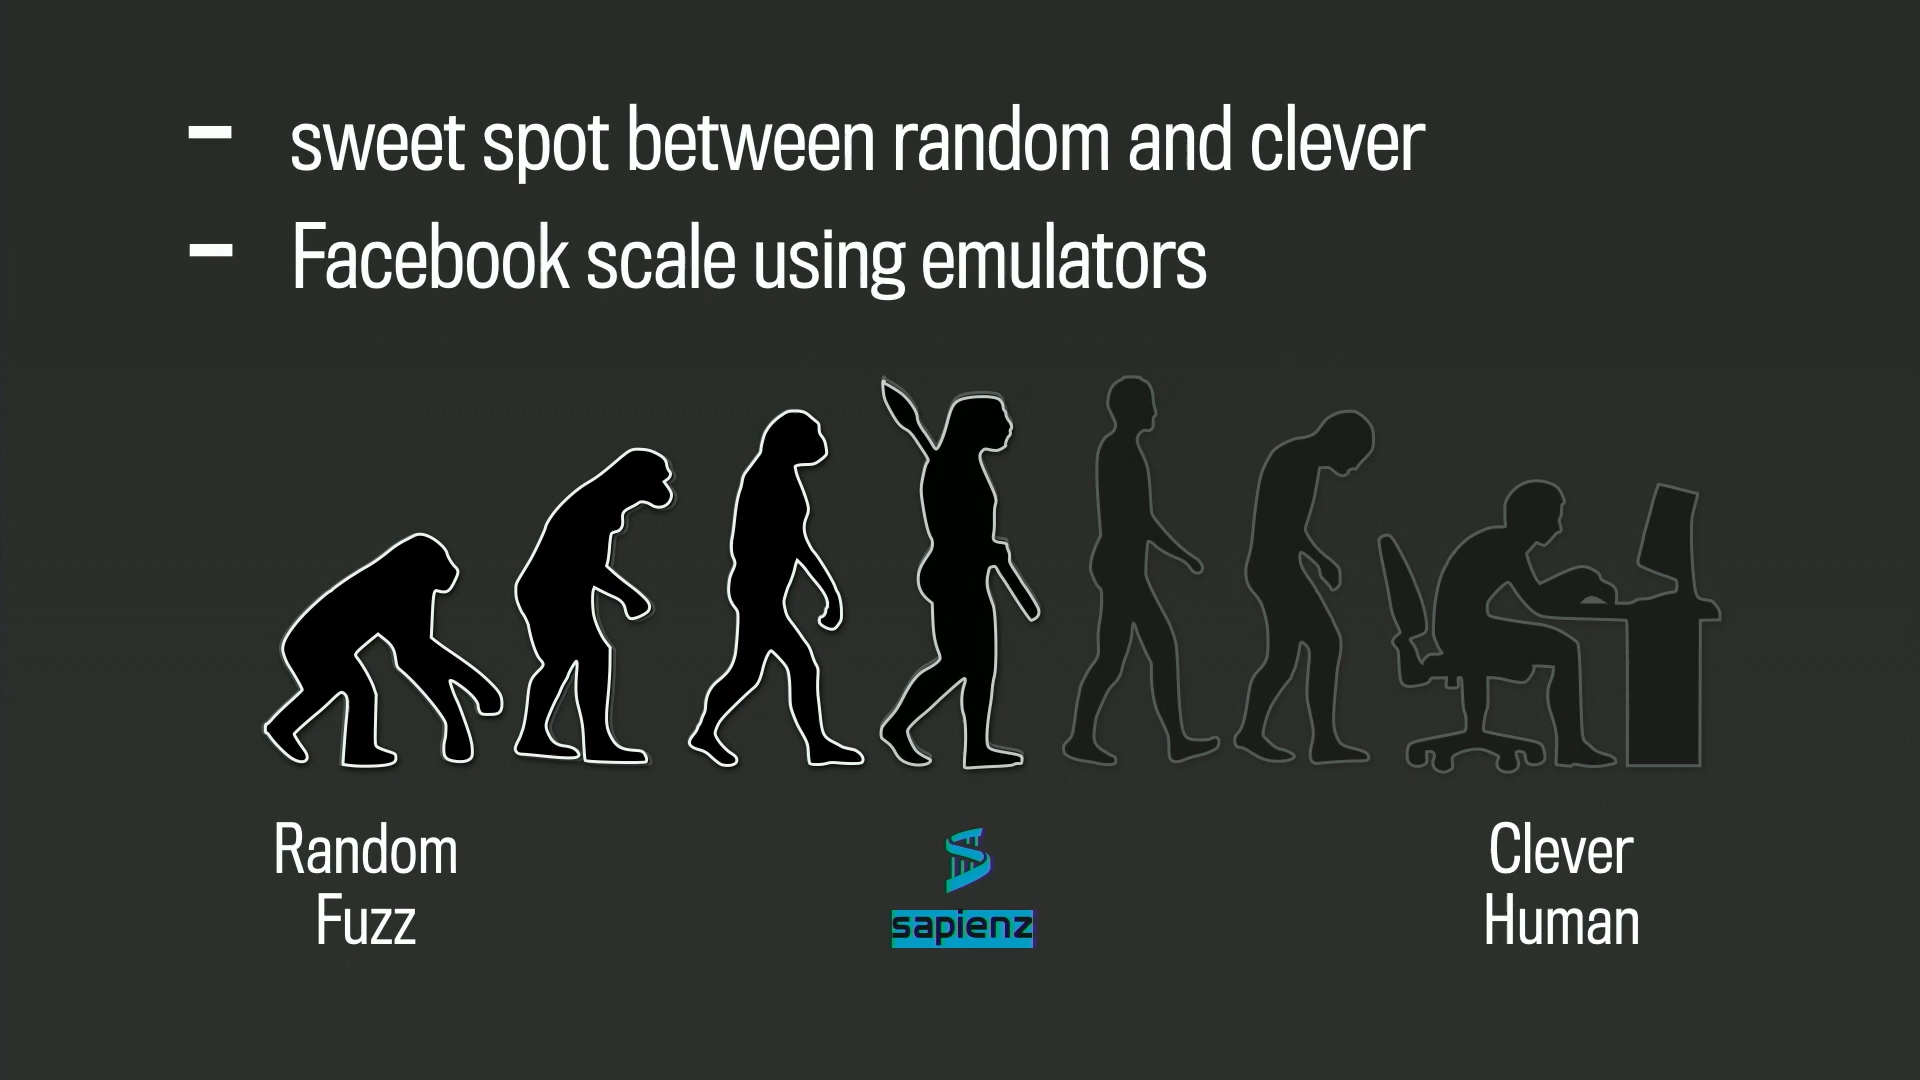 - sweet spot between random and clever
- Facebook scale using emulators
Random
Fuzz
sapienz
Clever
Human